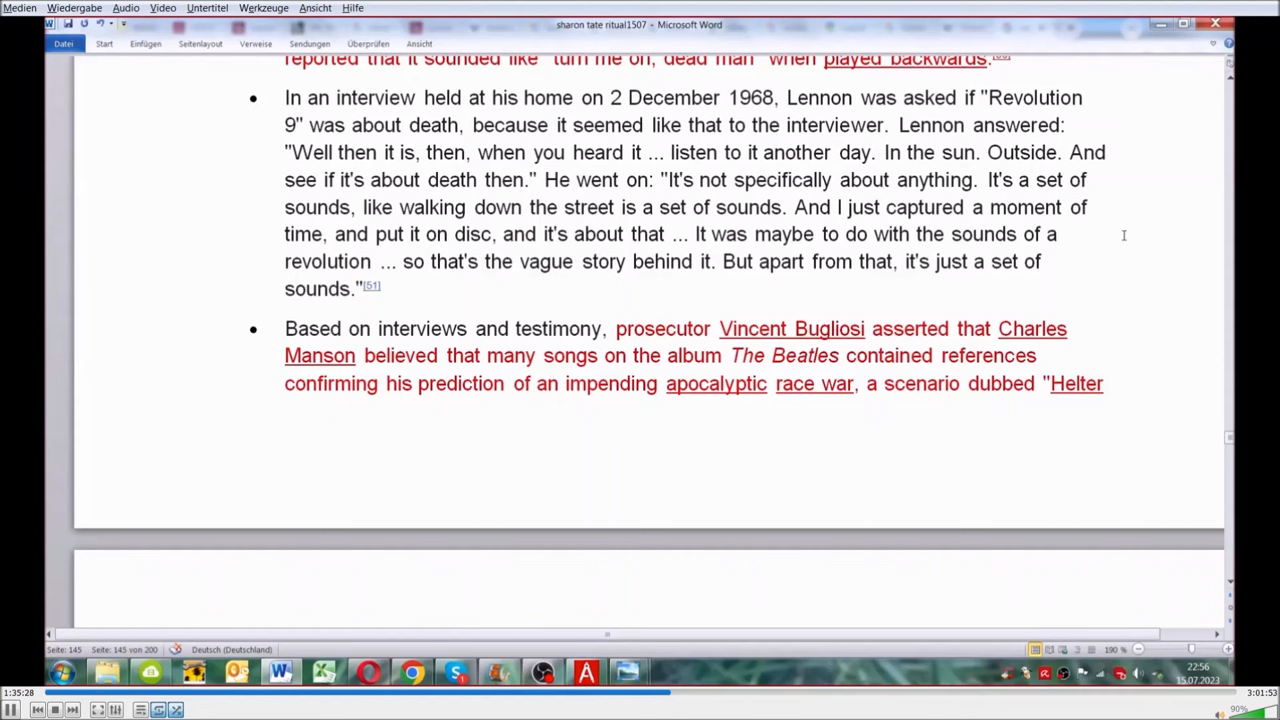 Medien Wiedergabe Audio Video Untertitel Werkzeuge Ansicht Hilfe
sharon tate ritual1507 - Microsoft Word
Datei Start Einfügen Seitenlayout Verweise Sendungen Überprüfen Ansicht
reported that it sounded like "turn me on, dead man" when played backwards.
In an interview held at his home on 2 December 1968, Lennon was asked if "Revolution
9" was about death, because it seemed like that to the interviewer. Lennon answered:
"Well then it is, then, when you heard it ... listen to it another day. In the sun. Outside. And
see if it's about death then." He went on: "It's not specifically about anything. It's a set of
sounds, like walking down the street is a set of sounds. And I just captured a moment of
time, and put it on disc, and it's about that ... It was maybe to do with the sounds of a
revolution ... so that's the vague story behind it. But apart from that, it's just a set of
sounds."[51]
Based on interviews and testimony, prosecutor Vincent Bugliosi asserted that Charles
Manson believed that many songs on the album The Beatles contained references
confirming his prediction of an impending apocalyptic race war, a scenario dubbed "Helter
Seite: 145 Seite: 145 von 200 Deutsch (Deutschland) 190 %
22:56
15.07.2023
1:35:28 3:01:53
90%